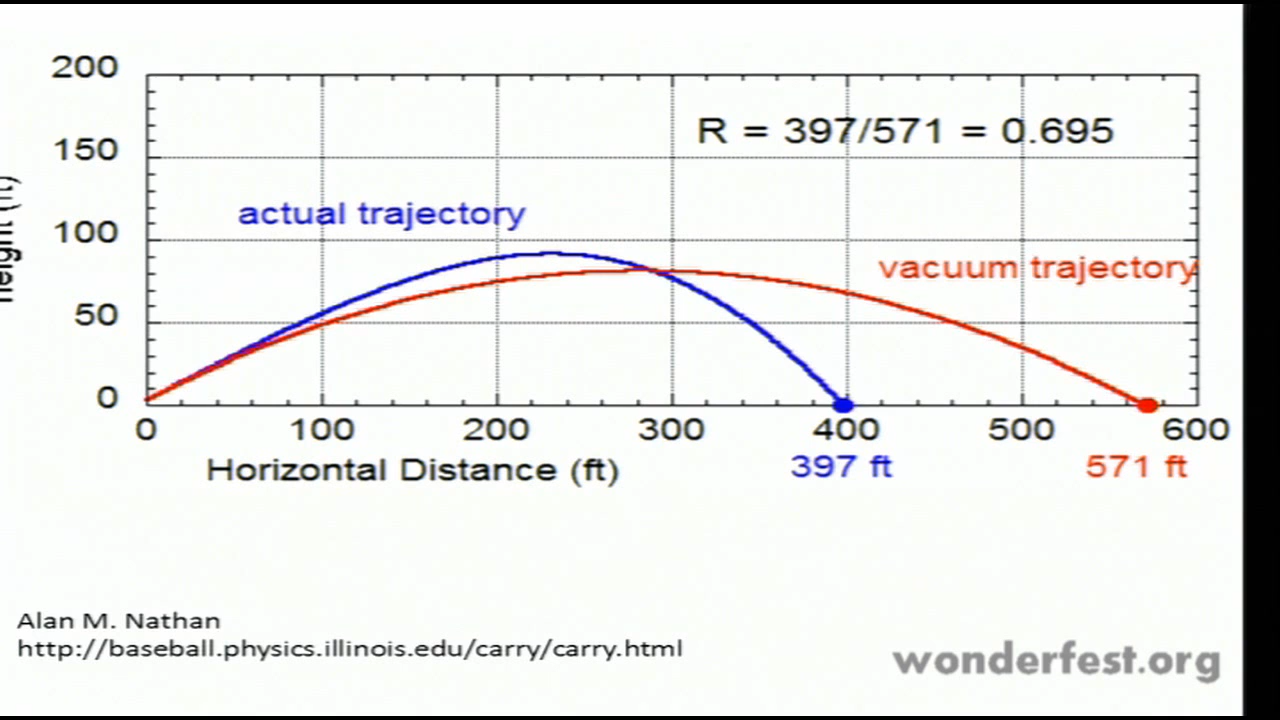 200
R = 397/571 = 0.695
150
actual trajectory
100
vacuum trajectory
50
0
0 100 200 300 400 500 600
Horizontal Distance (ft)
397 ft
571 ft
Height (ft)
Alan M. Nathan
http://baseball.physics.illinois.edu/carry/carry.html
wonderfest.org